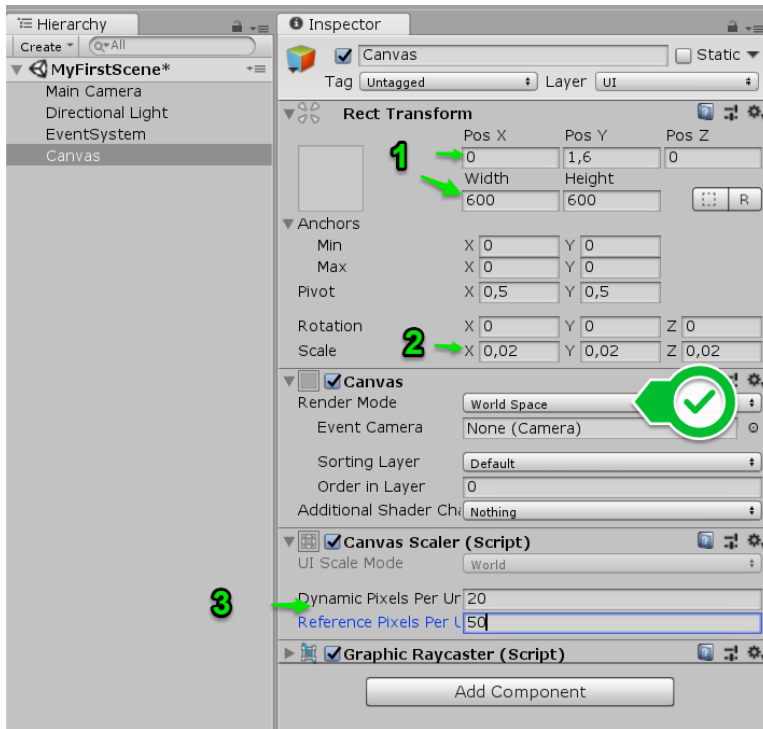 Hierarchy
Create
All
MyFirstScene*
Main Camera
Directional Light
EventSystem
Canvas
Inspector
Canvas Static
Tag Untagged Layer UI
Rect Transform
Pos X Pos Y Pos Z
1
0 1,6 0
Width Height
600 600 R
Anchors
Min X 0 Y 0
Max X 0 Y 0
Pivot X 0,5 Y 0,5
Rotation X 0 Y 0 Z 0
2
Scale X 0,02 Y 0,02 Z 0,02
Canvas
Render Mode World Space
Event Camera None (Camera)
Sorting Layer Default
Order in Layer 0
Additional Shader Cha Nothing
Canvas Scaler (Script)
UI Scale Mode World
3
Dynamic Pixels Per Un 20
Reference Pixels Per U 50
Graphic Raycaster (Script)
Add Component